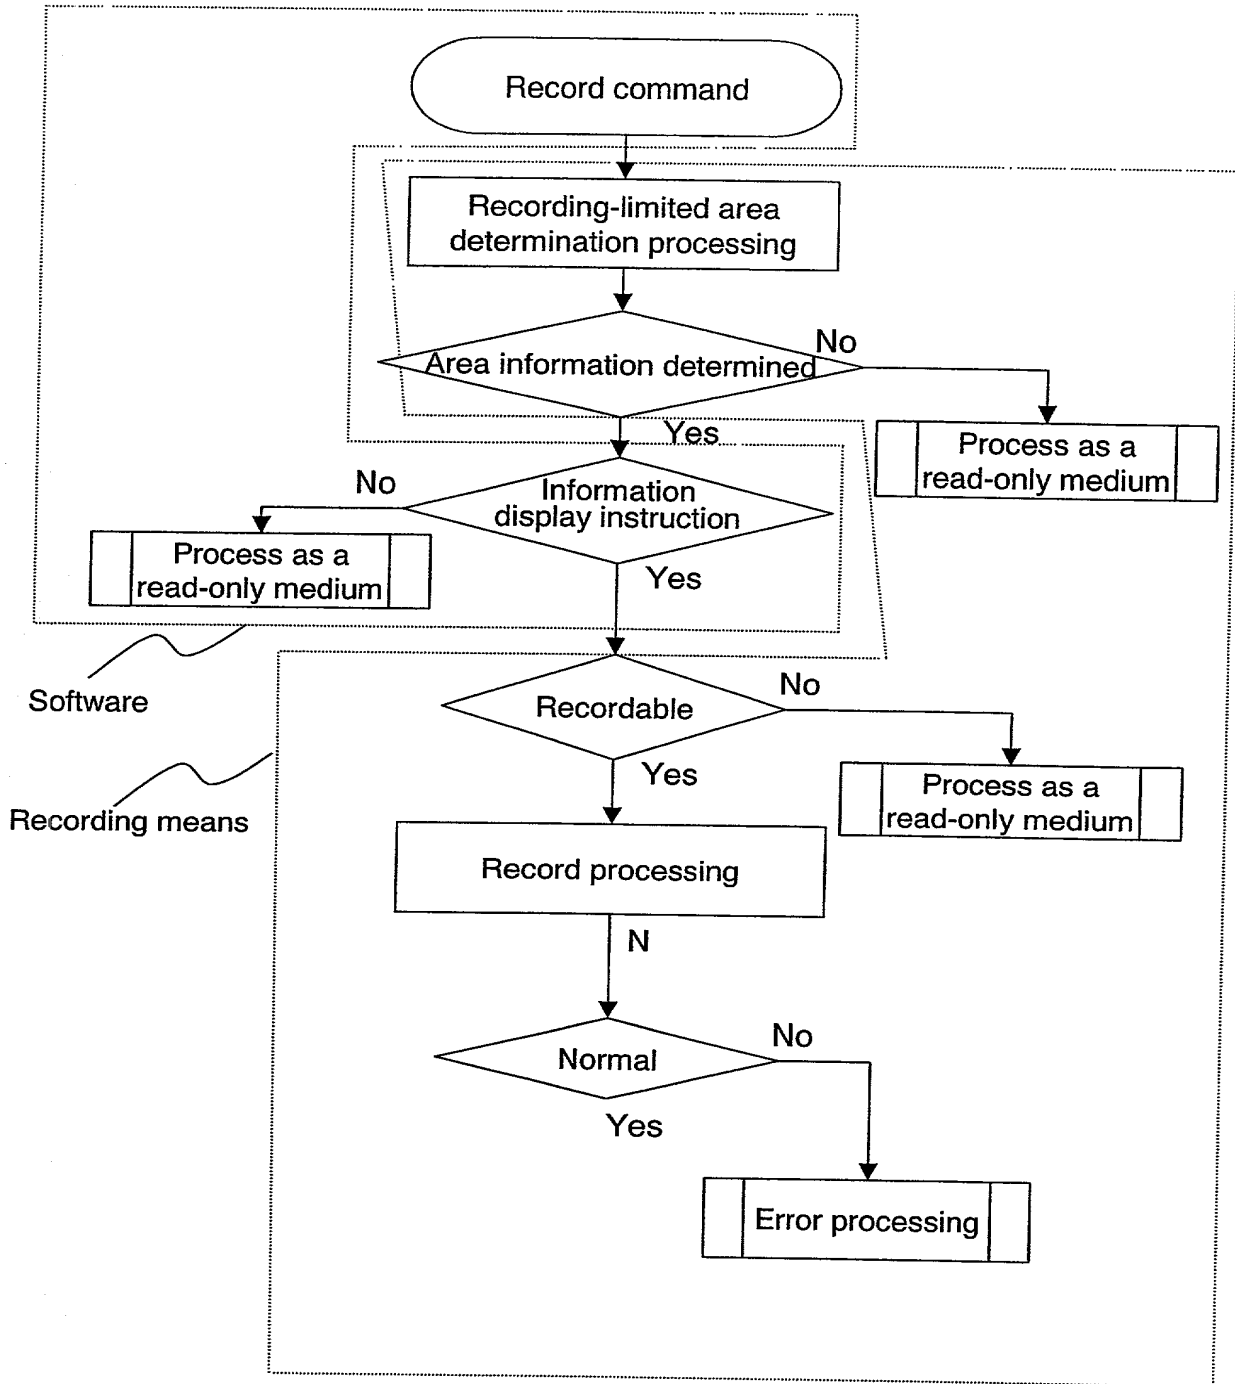 Record command
Recording-limited area
determination processing
No
Area information determined
Yes
Process as a
read-only medium
No
Information
display instruction
Process as a
read-only medium
Yes
Software
No
Recordable
Yes
Process as a
read-only medium
Recording means
Record processing
N
No
Normal
Yes
Error processing